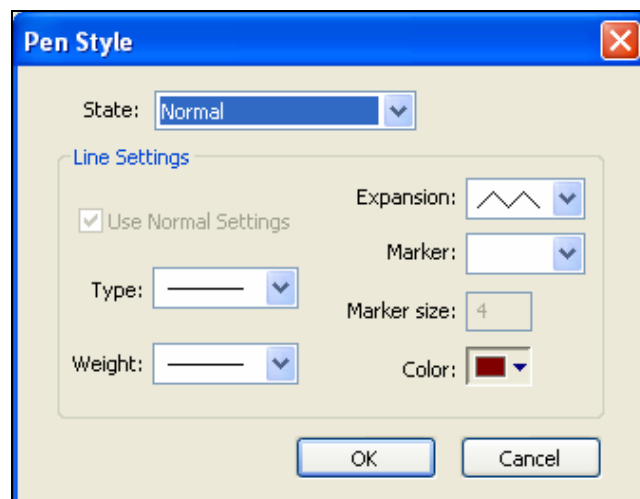 Pen Style
State: Normal
Line Settings
Use Normal Settings
Expansion:
Marker:
Type:
Marker size: 4
Weight:
Color:
OK Cancel